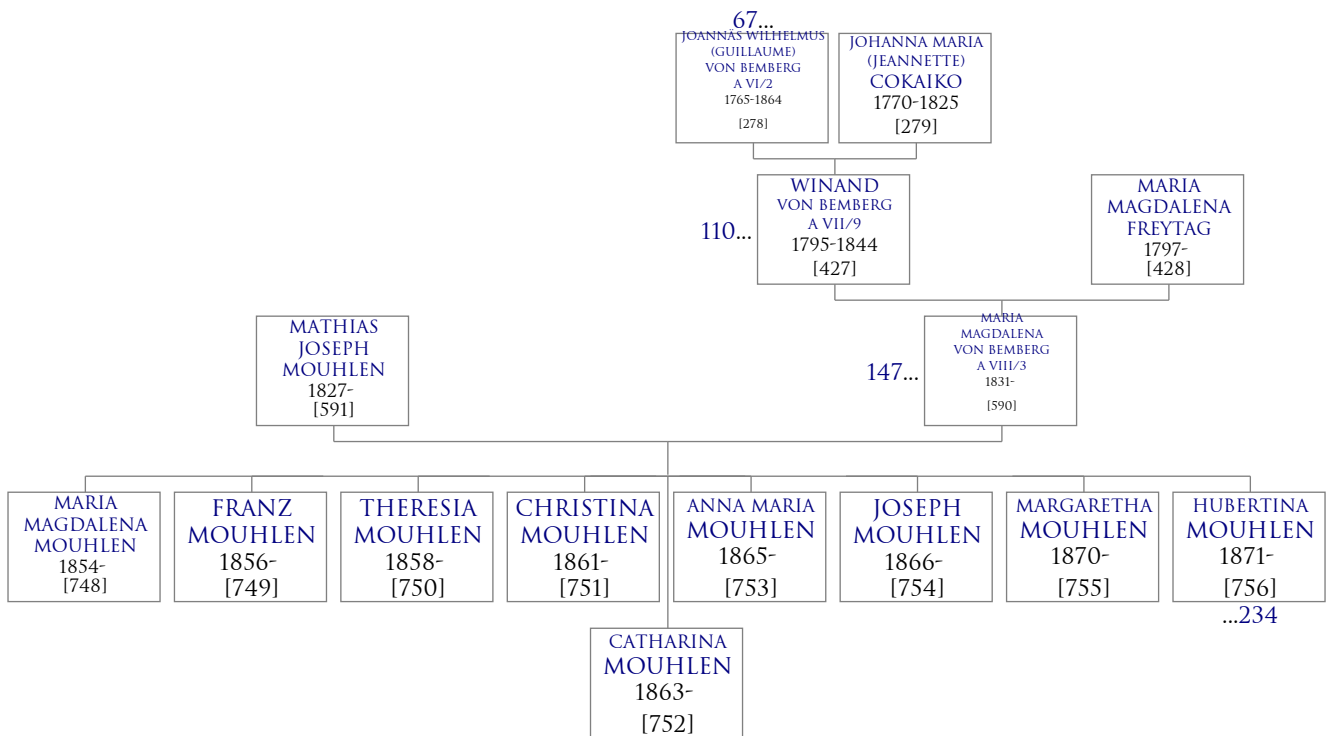 67...
JOANNÄS WILHELMUS
(GUILLAUME)
VON BEMBERG
A VI/2
1765-1864
[278]
JOHANNA MARIA
(JEANNETTE)
COKAIKO
1770-1825
[279]
110...
WINAND
VON BEMBERG
A VII/9
1795-1844
[427]
MARIA
MAGDALENA
FREYTAG
1797-
[428]
MATHIAS
JOSEPH
MOUHLEN
1827-
[591]
147...
MARIA
MAGDALENA
VON BEMBERG
A VIII/3
1831-
[590]
MARIA
MAGDALENA
MOUHLEN
1854-
[748]
FRANZ
MOUHLEN
1856-
[749]
THERESIA
MOUHLEN
1858-
[750]
CHRISTINA
MOUHLEN
1861-
[751]
ANNA MARIA
MOUHLEN
1865-
[753]
JOSEPH
MOUHLEN
1866-
[754]
MARGARETHA
MOUHLEN
1870-
[755]
HUBERTINA
MOUHLEN
1871-
[756]
...234
CATHARINA
MOUHLEN
1863-
[752]